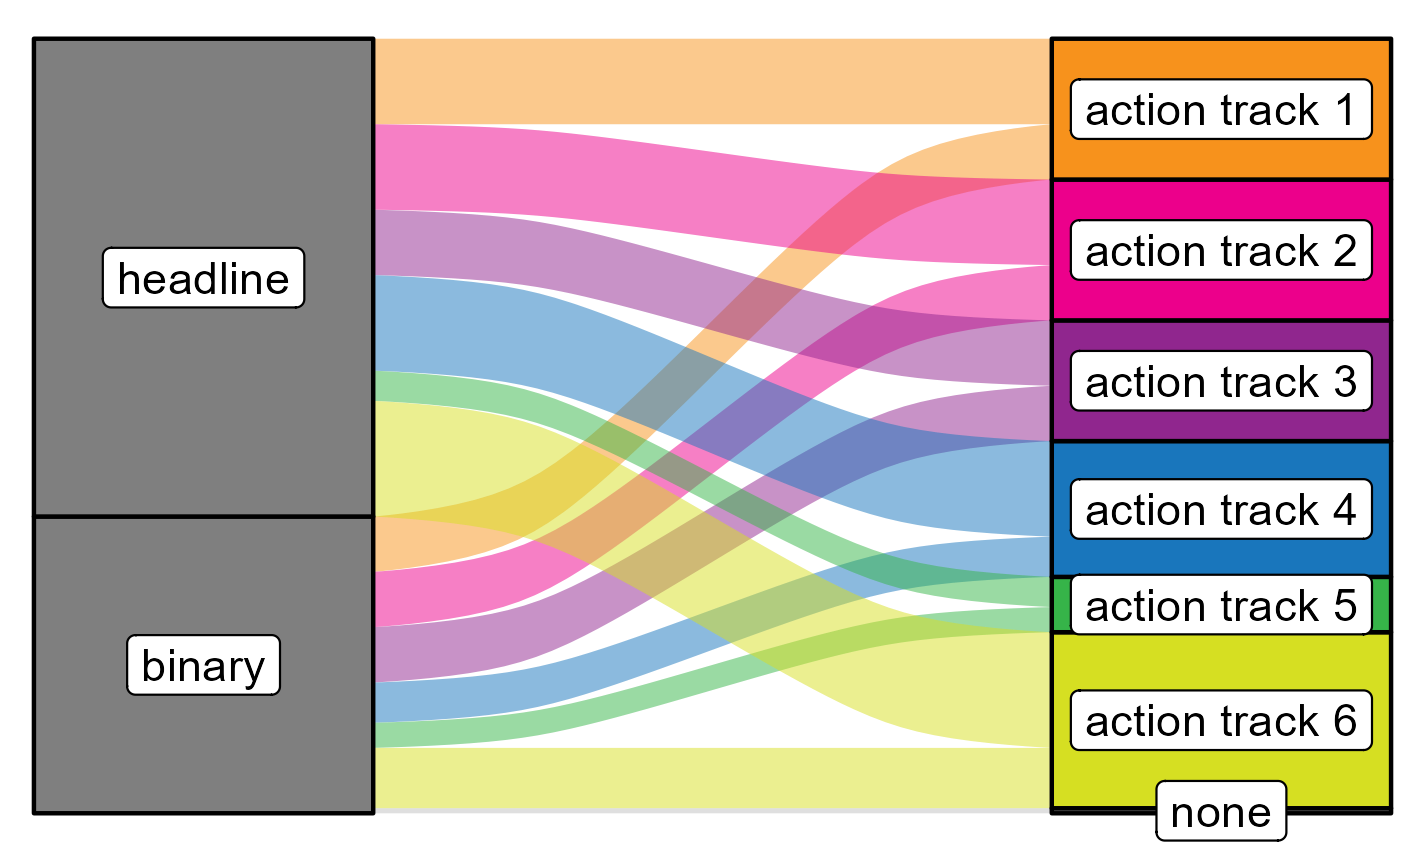 headline
binary
action track 1
action track 2
action track 3
action track 4
action track 5
action track 6
none